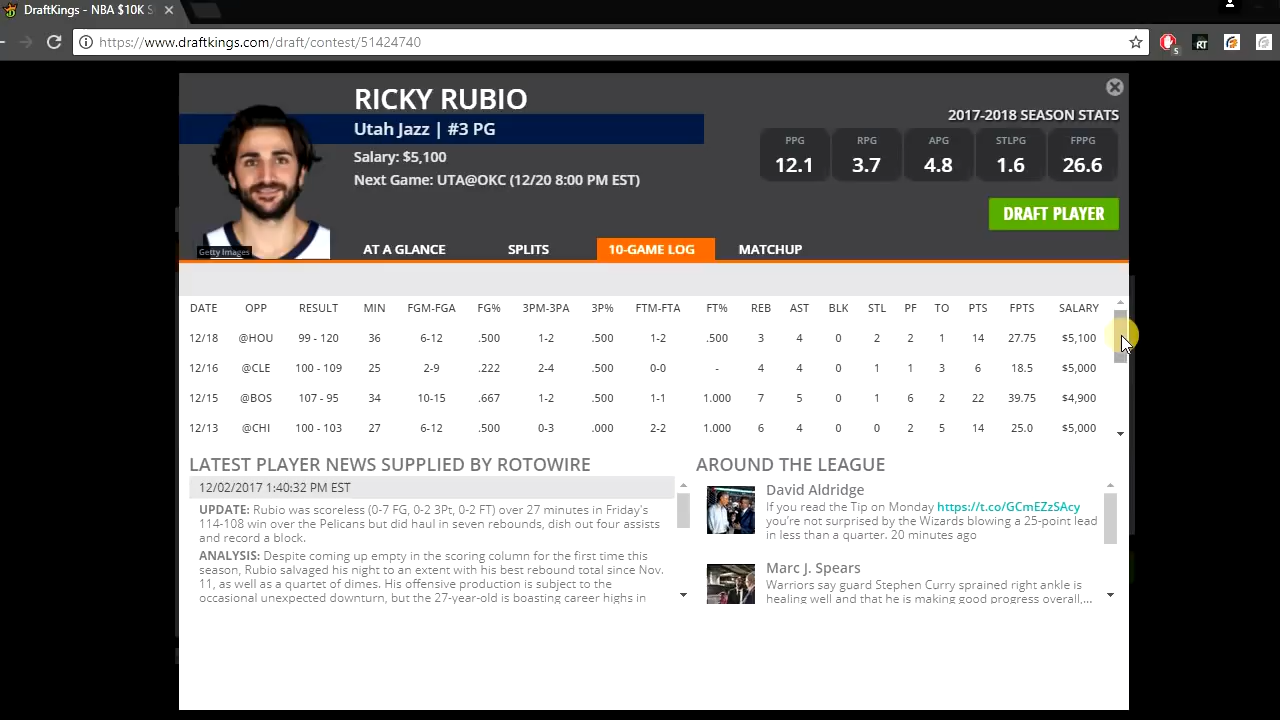 DraftKings - NBA $10K S
https://www.draftkings.com/draft/contest/51424740
5
RT
RICKY RUBIO
Utah Jazz | #3 PG
Salary: $5,100
Next Game: UTA@OKC (12/20 8:00 PM EST)
2017-2018 SEASON STATS
PPG RPG APG STLPG FPPG
12.1 3.7 4.8 1.6 26.6
DRAFT PLAYER
Getty Images
AT A GLANCE SPLITS 10-GAME LOG MATCHUP
DATE OPP RESULT MIN FGM-FGA FG% 3PM-3PA 3P% FTM-FTA FT% REB AST BLK STL PF TO PTS FPTS SALARY
12/18 @HOU 99 - 120 36 6-12 .500 1-2 .500 1-2 .500 3 4 0 2 2 1 14 27.75 $5,100
12/16 @CLE 100 - 109 25 2-9 .222 2-4 .500 0-0 - 4 4 0 1 1 3 6 18.5 $5,000
12/15 @BOS 107 - 95 34 10-15 .667 1-2 .500 1-1 1.000 7 5 0 1 6 2 22 39.75 $4,900
12/13 @CHI 100 - 103 27 6-12 .500 0-3 .000 2-2 1.000 6 4 0 0 2 5 14 25.0 $5,000
LATEST PLAYER NEWS SUPPLIED BY ROTOWIRE
12/02/2017 1:40:32 PM EST
UPDATE: Rubio was scoreless (0-7 FG, 0-2 3Pt, 0-2 FT) over 27 minutes in Friday's
114-108 win over the Pelicans but did haul in seven rebounds, dish out four assists
and record a block.
ANALYSIS: Despite coming up empty in the scoring column for the first time this
season, Rubio salvaged his night to an extent with his best rebound total since Nov.
11, as well as a quartet of dimes. His offensive production is subject to the
occasional unexpected downturn, but the 27-year-old is boasting career highs in
AROUND THE LEAGUE
David Aldridge
If you read the Tip on Monday https://t.co/GCmEZzSAcy
you're not surprised by the Wizards blowing a 25-point lead
in less than a quarter. 20 minutes ago
Marc J. Spears
Warriors say guard Stephen Curry sprained right ankle is
healing well and that he is making good progress overall,...